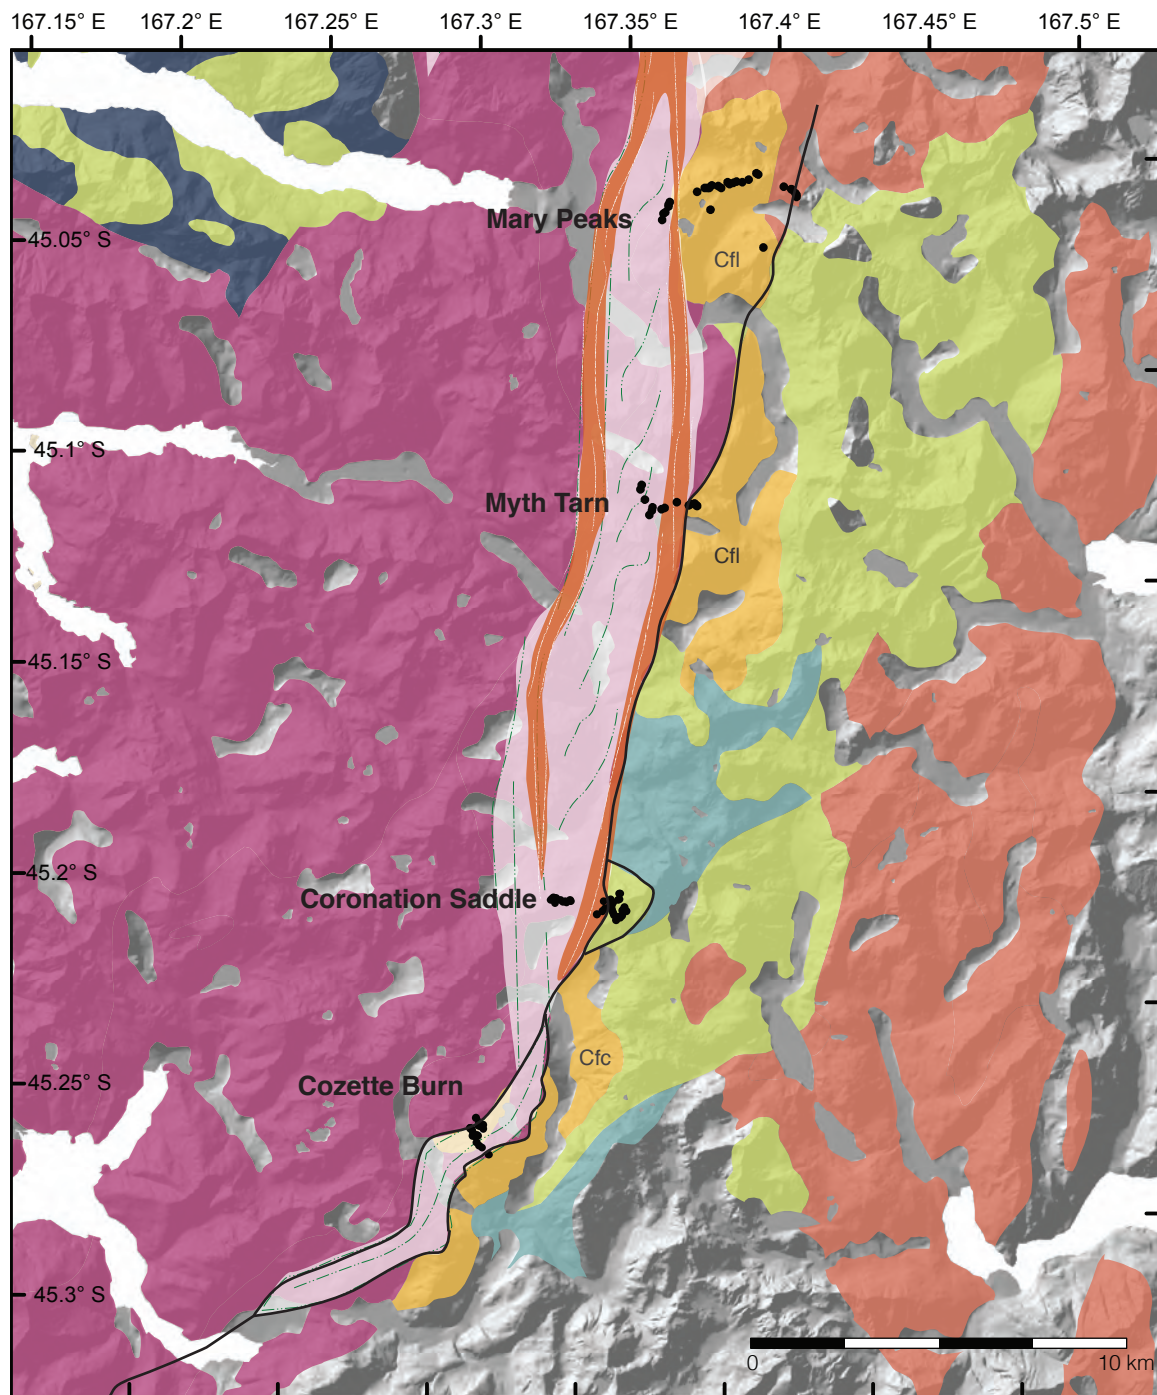 167.15° E 167.2° E 167.25° E 167.3° E 167.35° E 167.4° E 167.45° E 167.5° E
Mary Peaks
45.05° S
Cfl
45.1° S
Myth Tarn
Cfl
45.15° S
45.2° S
Coronation Saddle
Cfc
45.25° S
Cozette Burn
45.3° S
0 10 km